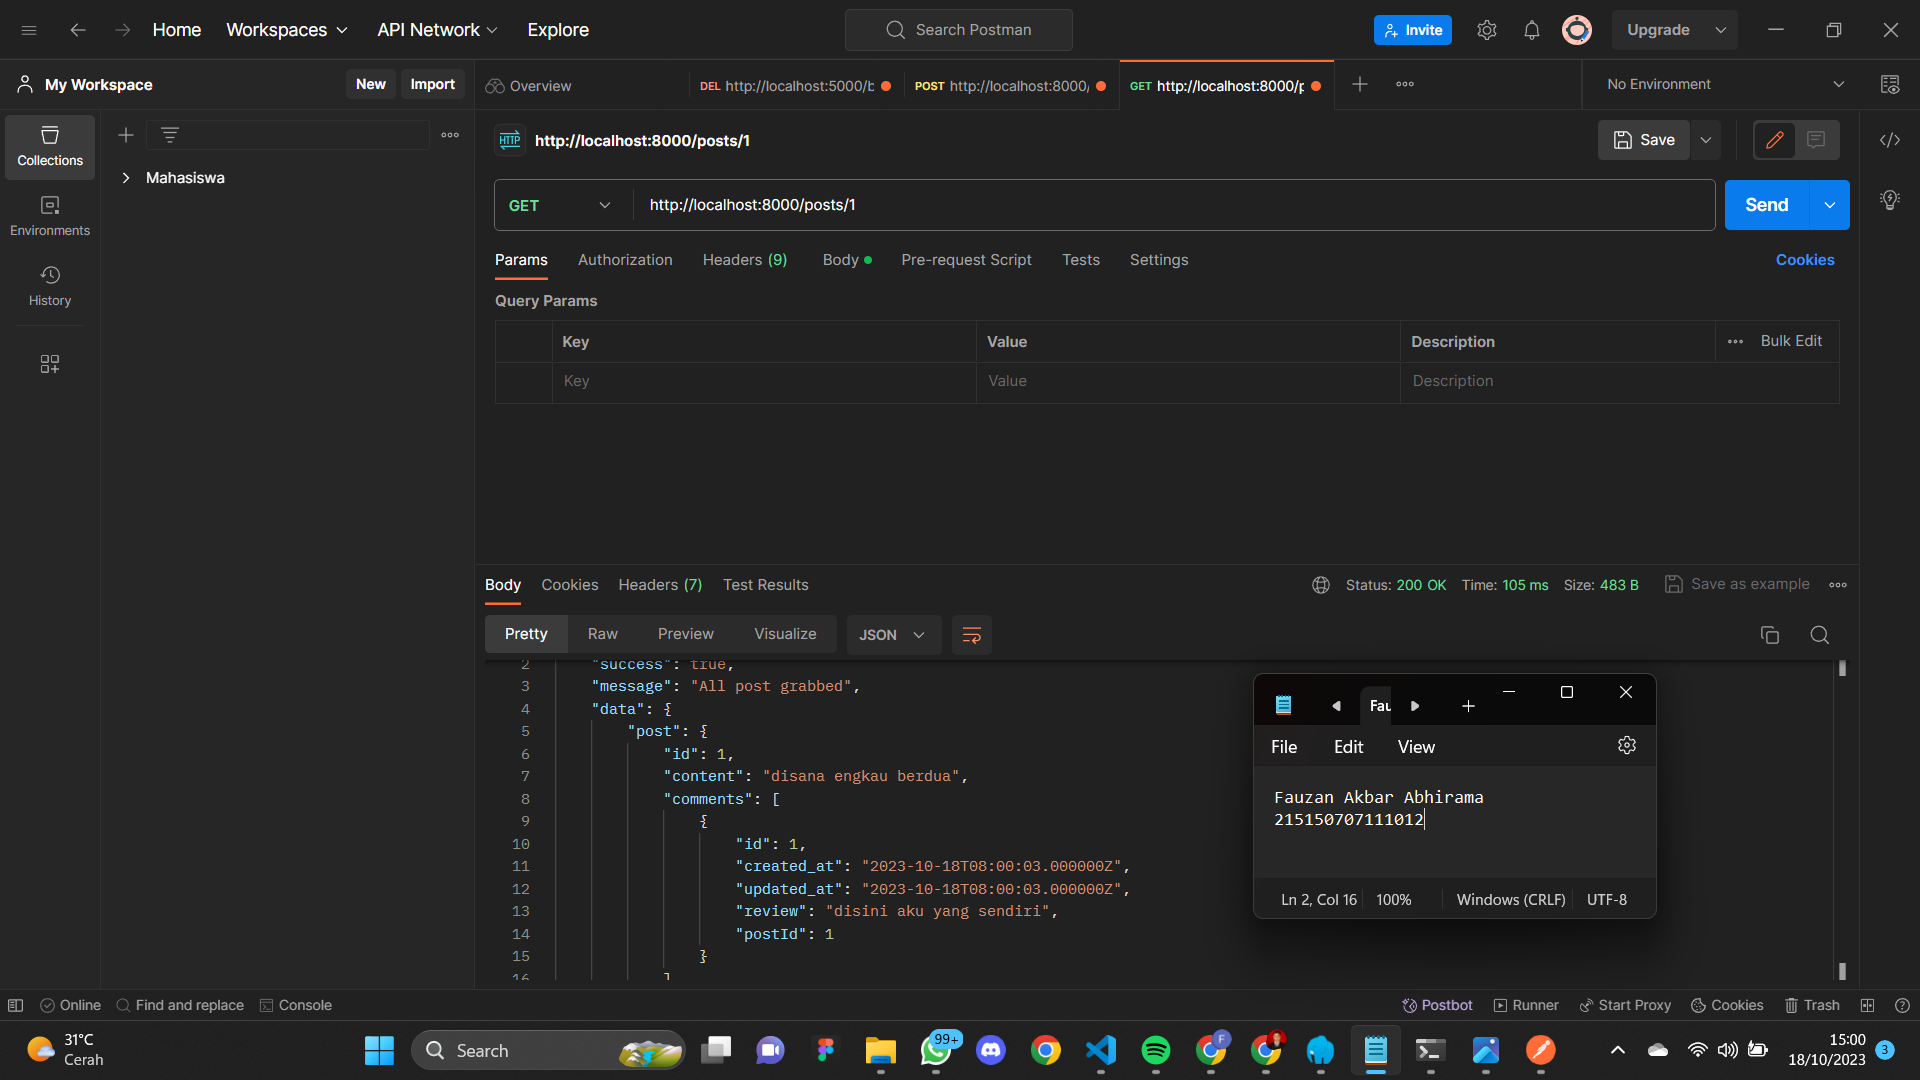 Home Workspaces API Network Explore Search Postman Invite Upgrade
My Workspace New Import Overview DEL http://localhost:5000/b POST http://localhost:8000/ GET http://localhost:8000/p No Environment
Collections
Environments
History
Mahasiswa
HTTP http://localhost:8000/posts/1 Save
GET http://localhost:8000/posts/1 Send
Params Authorization Headers (9) Body Pre-request Script Tests Settings Cookies
Query Params
Key Value Description Bulk Edit
Key Value Description
Body Cookies Headers (7) Test Results Status: 200 OK Time: 105 ms Size: 483 B Save as example
Pretty Raw Preview Visualize JSON
2 "success": true,
3 "message": "All post grabbed",
4 "data": {
5 "post": {
6 "id": 1,
7 "content": "disana engkau berdua",
8 "comments": [
9 {
10 "id": 1,
11 "created_at": "2023-10-18T08:00:03.000000Z",
12 "updated_at": "2023-10-18T08:00:03.000000Z",
13 "review": "disini aku yang sendiri",
14 "postId": 1
15 }
16 ]
Fau
File Edit View
Fauzan Akbar Abhirama
215150707111012
Ln 2, Col 16 100% Windows (CRLF) UTF-8
Online Find and replace Console Postbot Runner Start Proxy Cookies Trash
31°C
Cerah
Search
99+
F
15:00
18/10/2023
3